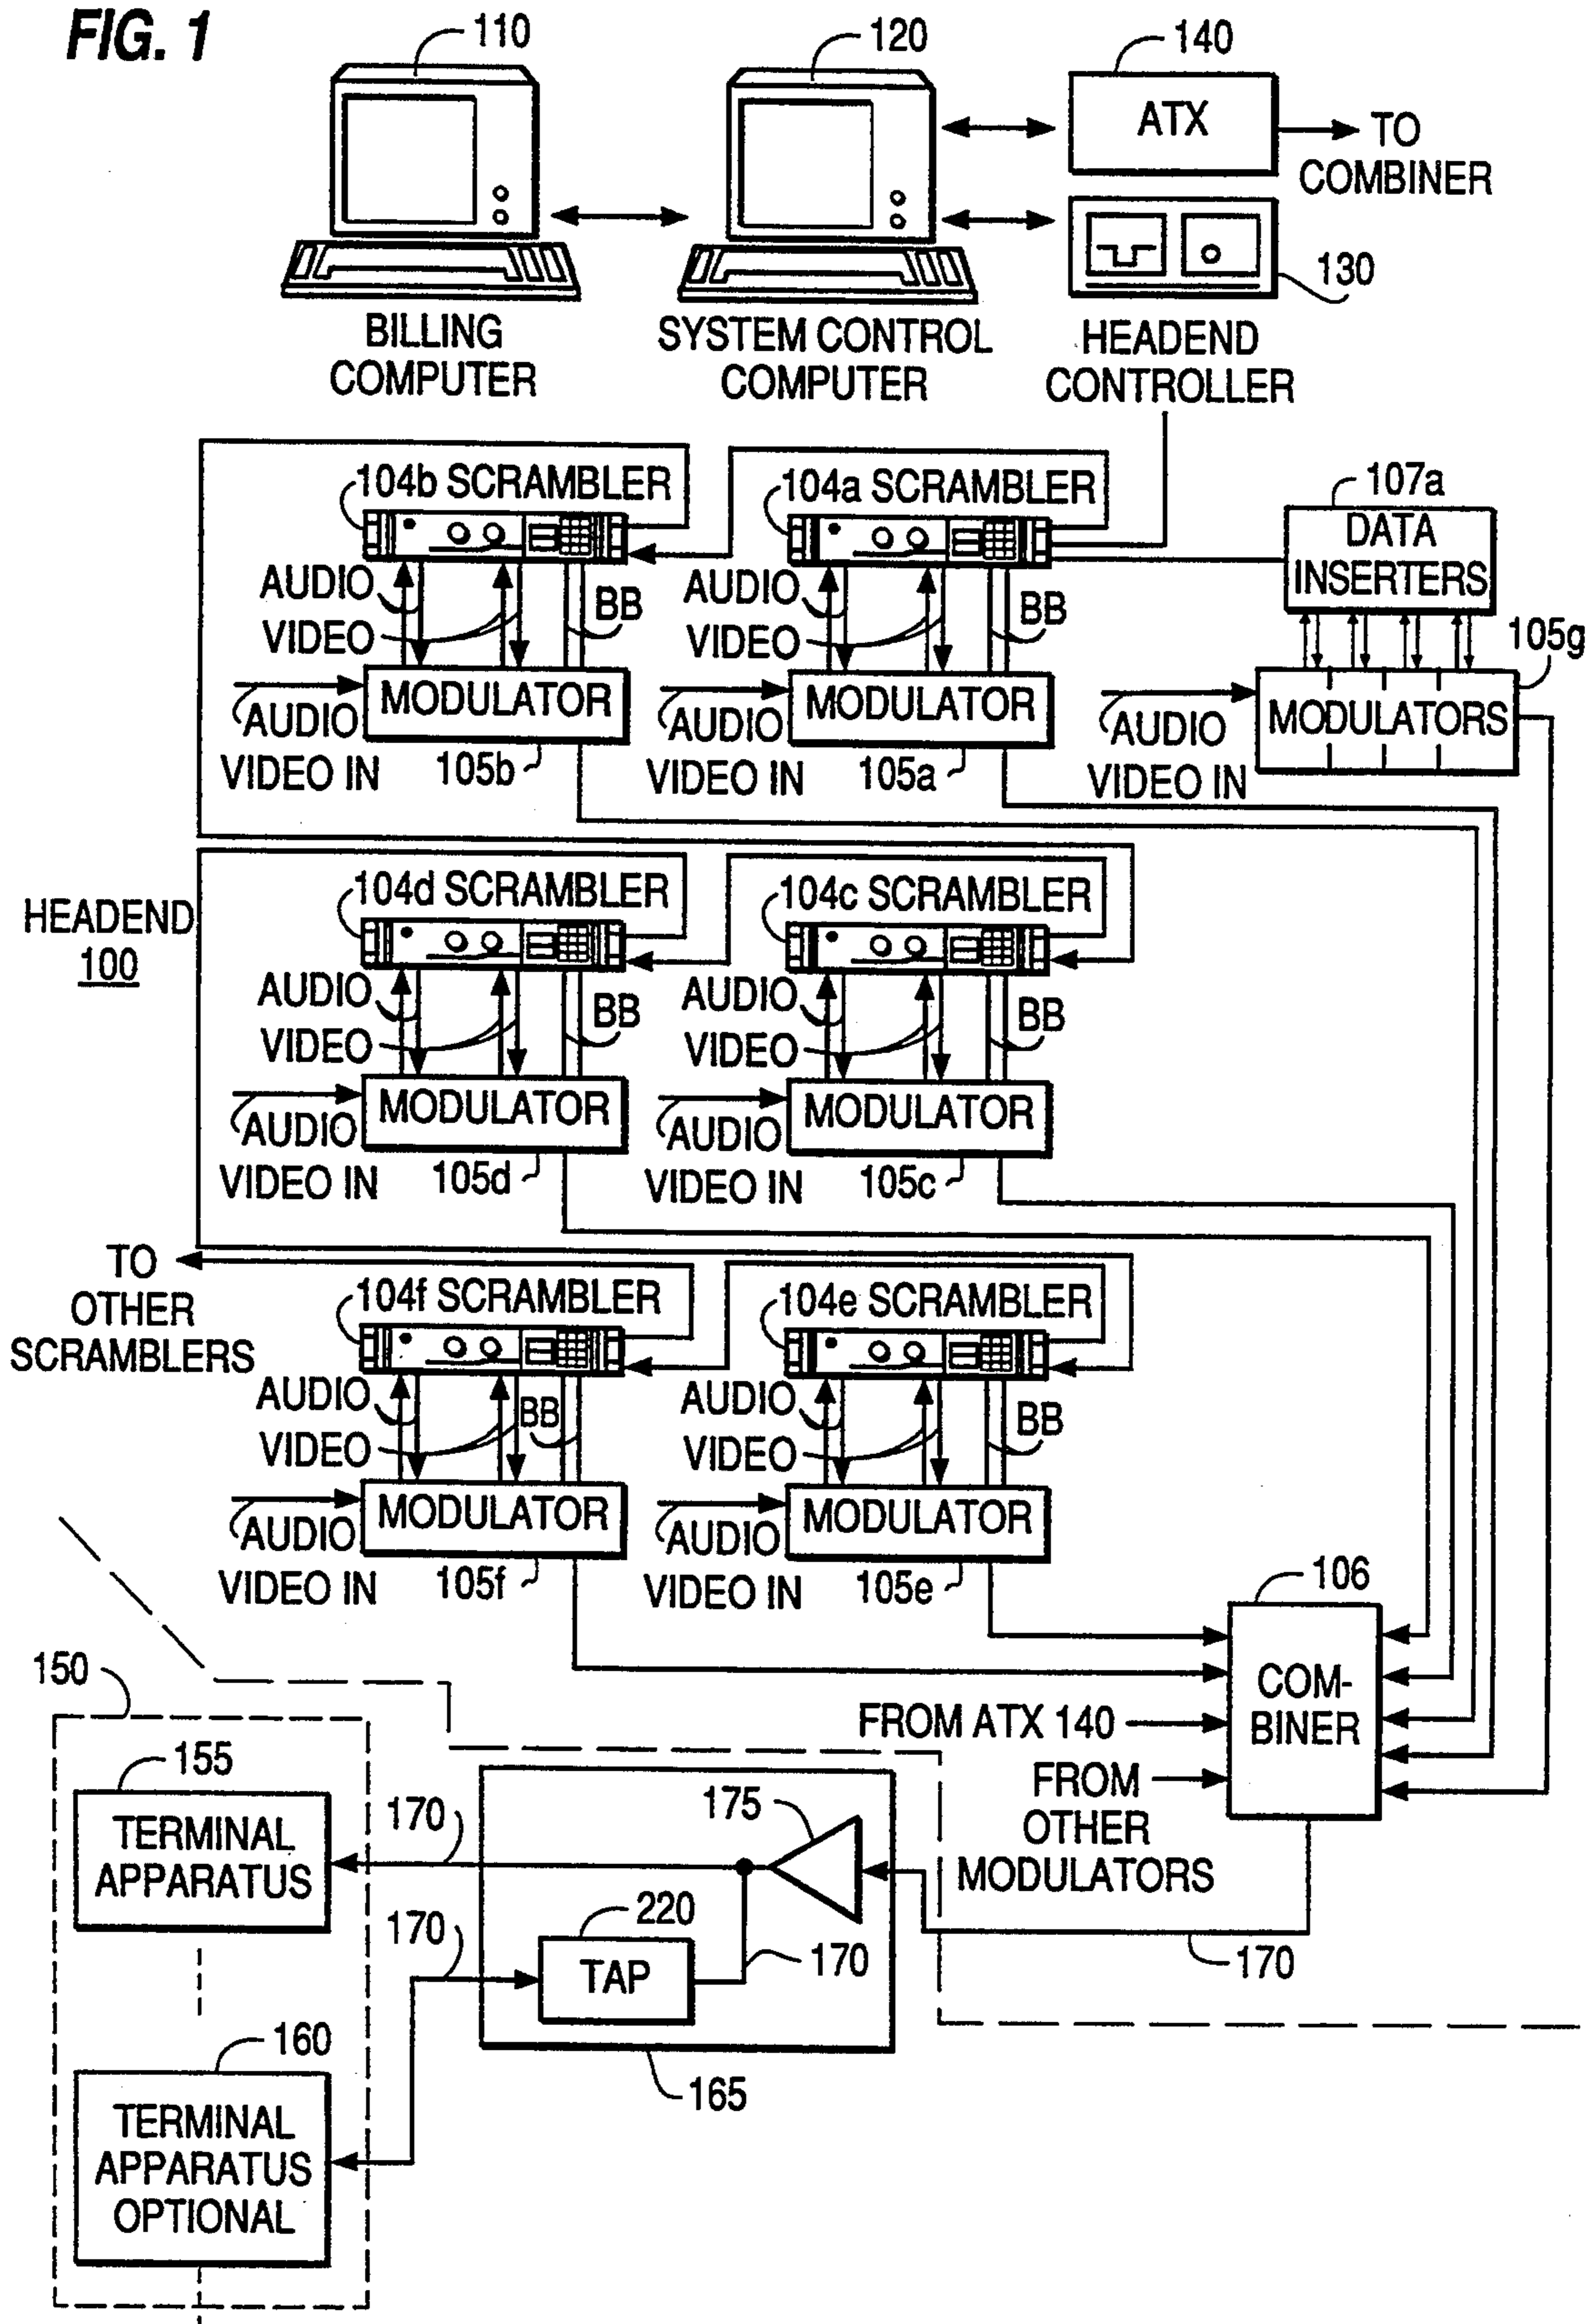 FIG. 1
110
120
140
ATX
TO
COMBINER
130
BILLING
COMPUTER
SYSTEM CONTROL
COMPUTER
HEADEND
CONTROLLER
104b SCRAMBLER
104a SCRAMBLER
107a
DATA
INSERTERS
AUDIO
VIDEO
BB
AUDIO
VIDEO
BB
105g
MODULATOR
MODULATOR
MODULATORS
AUDIO
VIDEO IN
105b
AUDIO
VIDEO IN
105a
AUDIO
VIDEO IN
HEADEND
100
104d SCRAMBLER
104c SCRAMBLER
AUDIO
VIDEO
BB
AUDIO
VIDEO
BB
MODULATOR
MODULATOR
AUDIO
VIDEO IN
105d
AUDIO
VIDEO IN
105c
TO
OTHER
SCRAMBLERS
104f SCRAMBLER
104e SCRAMBLER
AUDIO
VIDEO
BB
AUDIO
VIDEO
BB
MODULATOR
MODULATOR
AUDIO
VIDEO IN
105f
AUDIO
VIDEO IN
105e
106
COM-
BINER
FROM ATX 140
FROM
OTHER
MODULATORS
150
155
TERMINAL
APPARATUS
170
175
170
220
TAP
170
170
160
TERMINAL
APPARATUS
OPTIONAL
165